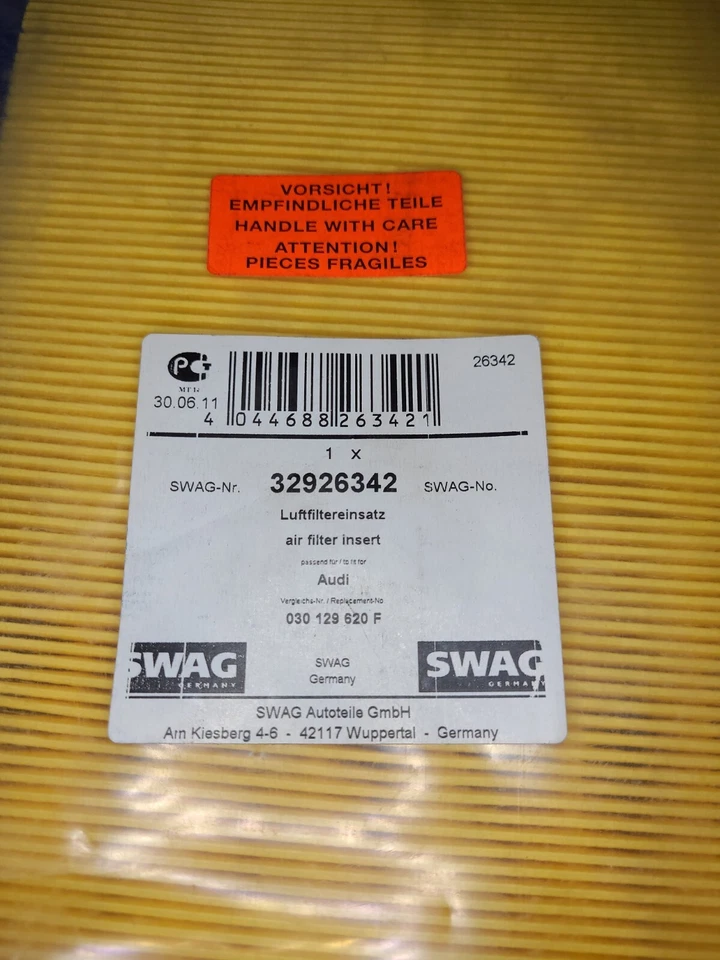 VORSICHT!
EMPFINDLICHE TEILE
HANDLE WITH CARE
ATTENTION!
PIECES FRAGILES
26342
30.06.11
4 044688 263421
1 x
SWAG-Nr. 32926342 SWAG-No.
Luftfiltereinsatz
air filter insert
passend für / to fit for
Audi
Vergleichs-Nr. / Replacement-No.
030 129 620 F
SWAG GERMANY
SWAG
Germany
SWAG GERMANY
SWAG Autoteile GmbH
Am Kiesberg 4-6 - 42117 Wuppertal - Germany